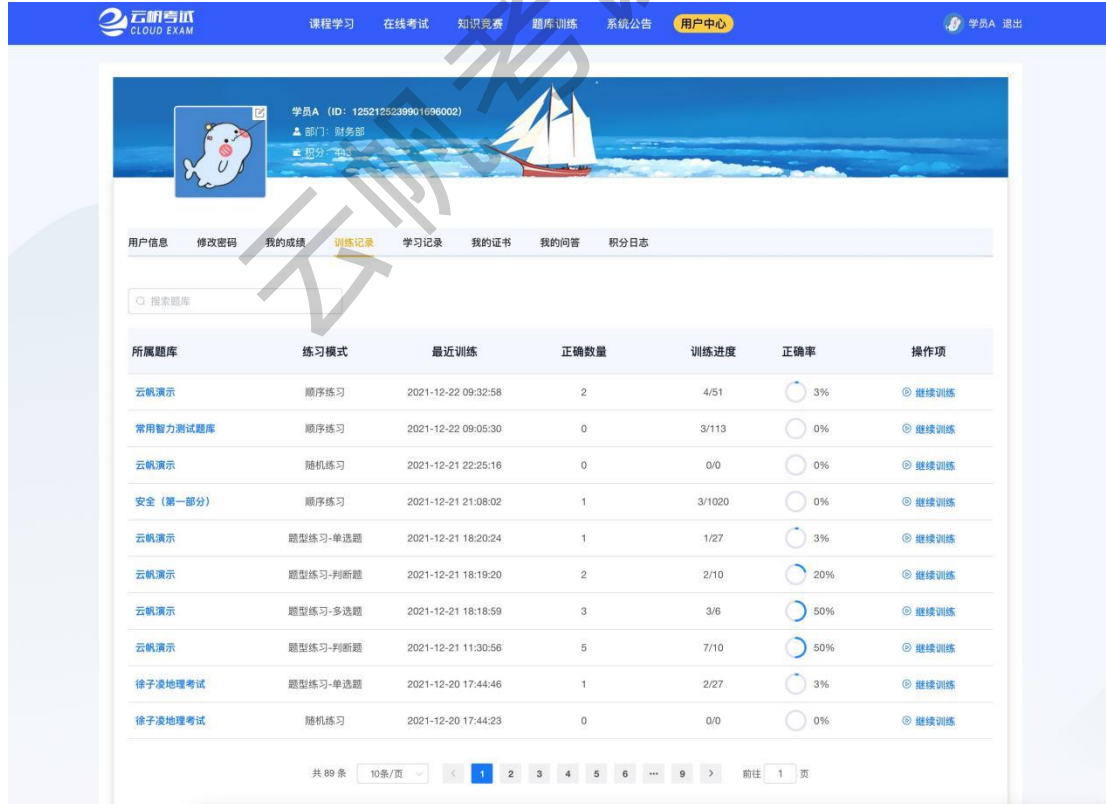 云帆考试
CLOUD EXAM
课程学习 在线考试 知识竞赛 题库训练 系统公告 用户中心 学员A 退出
学员A (ID: 1252125239901696002)
部门: 财务部
积分: 443
用户信息 修改密码 我的成绩 训练记录 学习记录 我的证书 我的问答 积分日志
搜索题库
所属题库 练习模式 最近训练 正确数量 训练进度 正确率 操作项
云帆演示 顺序练习 2021-12-22 09:32:58 2 4/51 3% 继续训练
常用智力测试题库 顺序练习 2021-12-22 09:05:30 0 3/113 0% 继续训练
云帆演示 随机练习 2021-12-21 22:25:16 0 0/0 0% 继续训练
安全（第一部分） 顺序练习 2021-12-21 21:08:02 1 3/1020 0% 继续训练
云帆演示 题型练习-单选题 2021-12-21 18:20:24 1 1/27 3% 继续训练
云帆演示 题型练习-判断题 2021-12-21 18:19:20 2 2/10 20% 继续训练
云帆演示 题型练习-多选题 2021-12-21 18:18:59 3 3/6 50% 继续训练
云帆演示 题型练习-判断题 2021-12-21 11:30:56 5 7/10 50% 继续训练
徐子凌地理考试 题型练习-单选题 2021-12-20 17:44:46 1 2/27 3% 继续训练
徐子凌地理考试 随机练习 2021-12-20 17:44:23 0 0/0 0% 继续训练
共 89 条 10条/页 1 2 3 4 5 6 ··· 9 前往 1 页
云帆考